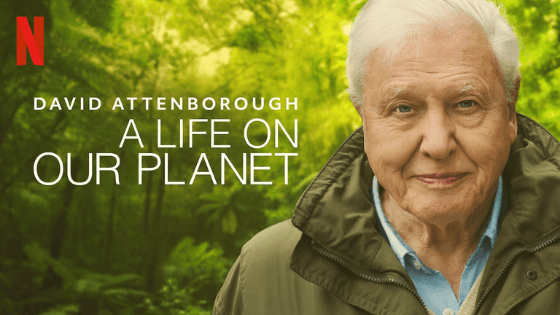 N
DAVID ATTENBOROUGH
A LIFE ON
OUR PLANET